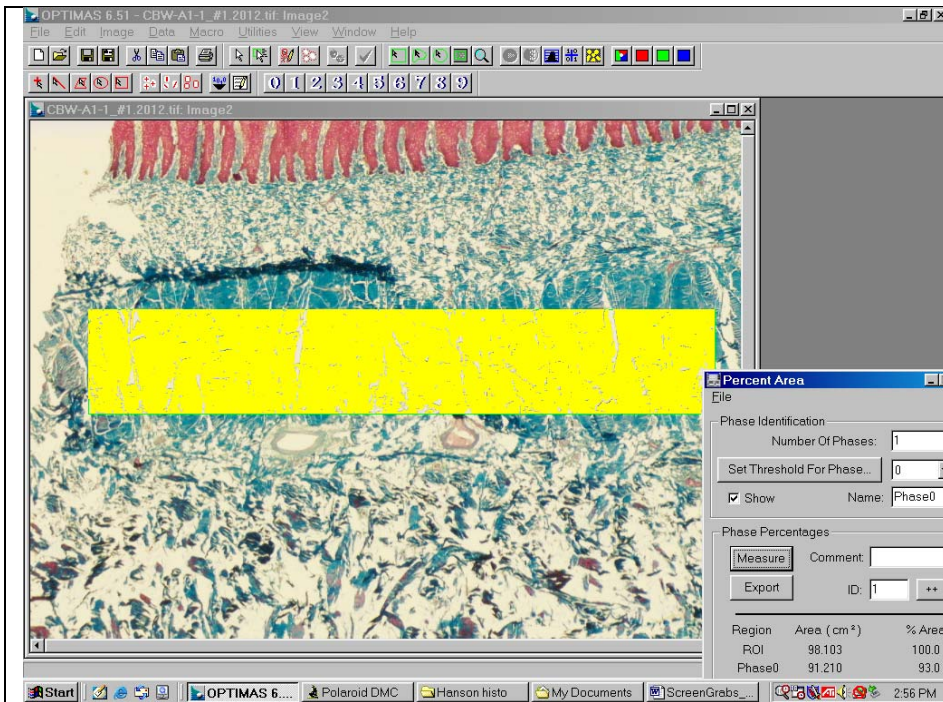 OPTIMAS 6.51 - CBW-A1-1_#1.2012.tif: Image2
File Edit Image Data Macro Utilities View Window Help
0 1 2 3 4 5 6 7 8 9
CBW-A1-1_#1.2012.tif: Image2
Percent Area
File
Phase Identification
Number Of Phases: 1
Set Threshold For Phase... 0
Show Name: Phase0
Phase Percentages
Measure Comment:
Export ID: 1 ++
Region Area (cm²) % Area
ROI 98.103 100.0
Phase0 91.210 93.0
Start OPTIMAS 6.... Polaroid DMC Hanson histo My Documents ScreenGrabs_... 2:56 PM